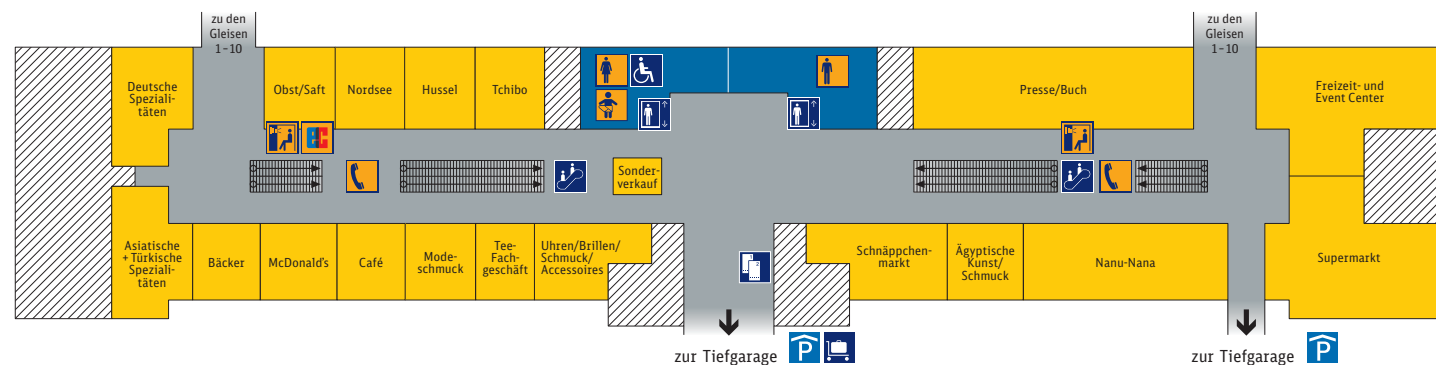 zu den
Gleisen
1-10
zu den
Gleisen
1-10
Deutsche
Speziali-
täten
Obst/Saft
Nordsee
Hussel
Tchibo
Presse/Buch
Freizeit- und
Event Center
EC
Sonder-
verkauf
Asiatische
+Türkische
Speziali-
täten
Bäcker
McDonald's
Café
Mode-
schmuck
Tee-
Fach-
geschäft
Uhren/Brillen/
Schmuck/
Accessoires
Schnäppchen-
markt
Ägyptische
Kunst/
Schmuck
Nanu-Nana
Supermarkt
zur Tiefgarage
P
zur Tiefgarage
P